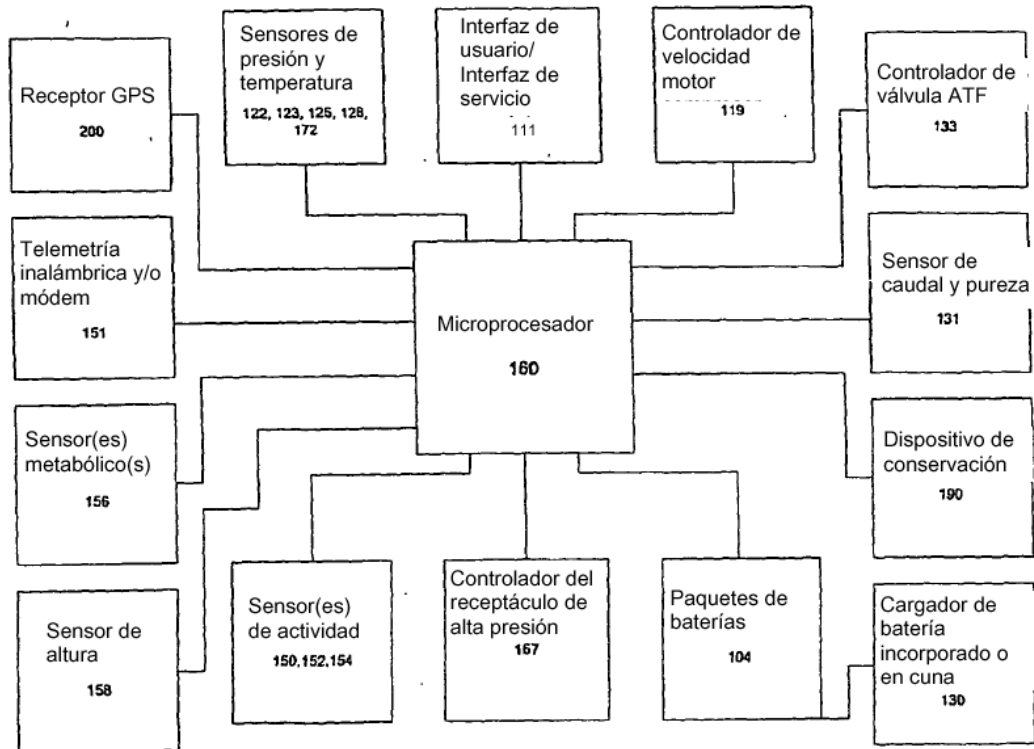 Receptor GPS
200
Sensores de
presión y
temperatura
122, 123, 125, 128,
172
Interfaz de
usuario/
Interfaz de
servicio
111
Controlador de
velocidad
motor
119
Controlador de
válvula ATF
133
Telemetría
inalámbrica y/o
módem
151
Microprocesador
160
Sensor de
caudal y pureza
131
Sensor(es)
metabólico(s)
156
Dispositivo de
conservación
190
Sensor de
altura
158
Sensor(es)
de actividad
150,152,154
Controlador del
receptáculo de
alta presión
167
Paquetes de
baterías
104
Cargador de
batería
incorporado o
en cuna
130